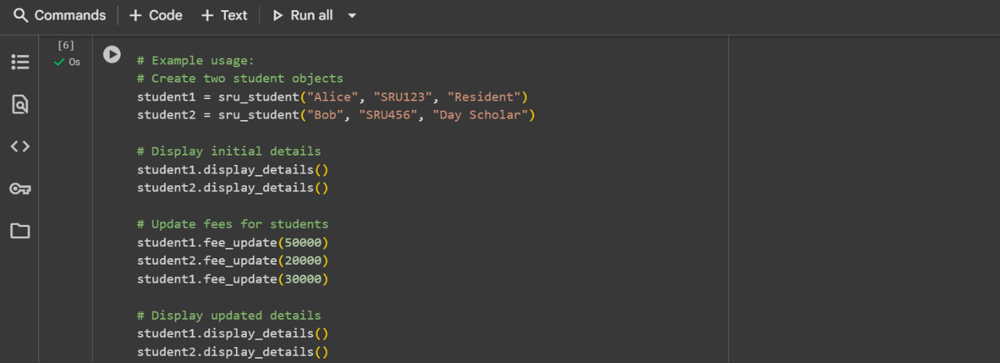 Commands + Code + Text Run all
[6]
0s
# Example usage:
# Create two student objects
student1 = sru_student("Alice", "SRU123", "Resident")
student2 = sru_student("Bob", "SRU456", "Day Scholar")
# Display initial details
student1.display_details()
student2.display_details()
# Update fees for students
student1.fee_update(50000)
student2.fee_update(20000)
student1.fee_update(30000)
# Display updated details
student1.display_details()
student2.display_details()